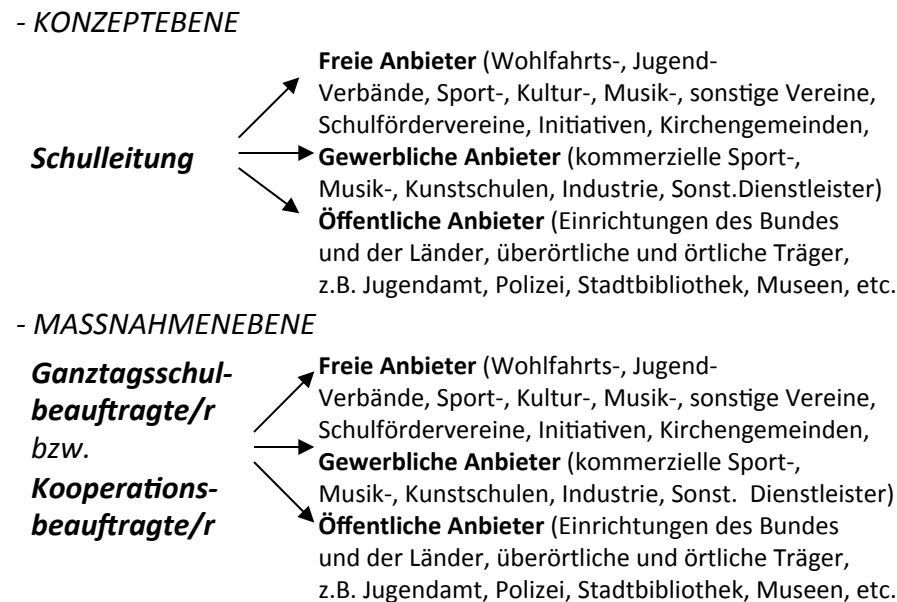 - KONZEPTEBENE
Schulleitung
Freie Anbieter (Wohlfahrts-, Jugend-
Verbände, Sport-, Kultur-, Musik-, sonstige Vereine,
Schulfördervereine, Initiativen, Kirchengemeinden,
Gewerbliche Anbieter (kommerzielle Sport-,
Musik-, Kunstschulen, Industrie, Sonst.Dienstleister)
Öffentliche Anbieter (Einrichtungen des Bundes
und der Länder, überörtliche und örtliche Träger,
z.B. Jugendamt, Polizei, Stadtbibliothek, Museen, etc.
- MASSNAHMENEBENE
Ganztagsschul-
beauftragte/r
bzw.
Kooperations-
beauftragte/r
Freie Anbieter (Wohlfahrts-, Jugend-
Verbände, Sport-, Kultur-, Musik-, sonstige Vereine,
Schulfördervereine, Initiativen, Kirchengemeinden,
Gewerbliche Anbieter (kommerzielle Sport-,
Musik-, Kunstschulen, Industrie, Sonst. Dienstleister)
Öffentliche Anbieter (Einrichtungen des Bundes
und der Länder, überörtliche und örtliche Träger,
z.B. Jugendamt, Polizei, Stadtbibliothek, Museen, etc.